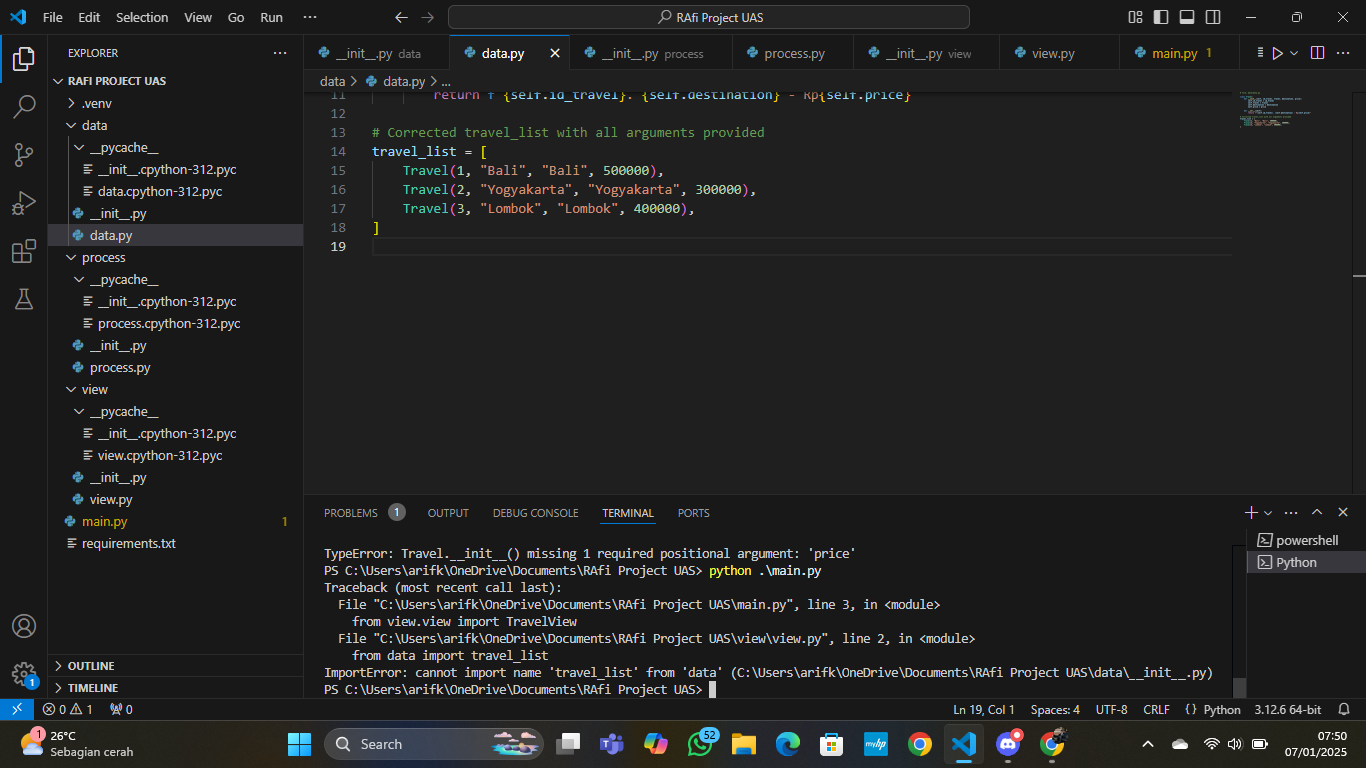 File Edit Selection View Go Run ···
RAfi Project UAS
EXPLORER
RAFI PROJECT UAS
.venv
data
__pycache__
__init__.cpython-312.pyc
data.cpython-312.pyc
__init__.py
data.py
process
__pycache__
__init__.cpython-312.pyc
process.cpython-312.pyc
__init__.py
process.py
view
__pycache__
__init__.cpython-312.pyc
view.cpython-312.pyc
__init__.py
view.py
main.py 1
requirements.txt
OUTLINE
TIMELINE
1
__init__.py data
data.py
__init__.py process
process.py
__init__.py view
view.py
main.py 1
data > data.py > ...
11 return f"{self.id_travel}. {self.destination} - Rp{self.price}
12
13 # Corrected travel_list with all arguments provided
14 travel_list = [
15 Travel(1, "Bali", "Bali", 500000),
16 Travel(2, "Yogyakarta", "Yogyakarta", 300000),
17 Travel(3, "Lombok", "Lombok", 400000),
18 ]
19
PROBLEMS 1 OUTPUT DEBUG CONSOLE TERMINAL PORTS
powershell
Python
TypeError: Travel.__init__() missing 1 required positional argument: 'price'
PS C:\Users\arifk\OneDrive\Documents\RAfi Project UAS> python .\main.py
Traceback (most recent call last):
File "C:\Users\arifk\OneDrive\Documents\RAfi Project UAS\main.py", line 3, in <module>
from view.view import TravelView
File "C:\Users\arifk\OneDrive\Documents\RAfi Project UAS\view\view.py", line 2, in <module>
from data import travel_list
ImportError: cannot import name 'travel_list' from 'data' (C:\Users\arifk\OneDrive\Documents\RAfi Project UAS\data\__init__.py)
PS C:\Users\arifk\OneDrive\Documents\RAfi Project UAS>
0 1 0
Ln 19, Col 1 Spaces: 4 UTF-8 CRLF {} Python 3.12.6 64-bit
1
26°C
Sebagian cerah
Search
52
myhp
07:50
07/01/2025